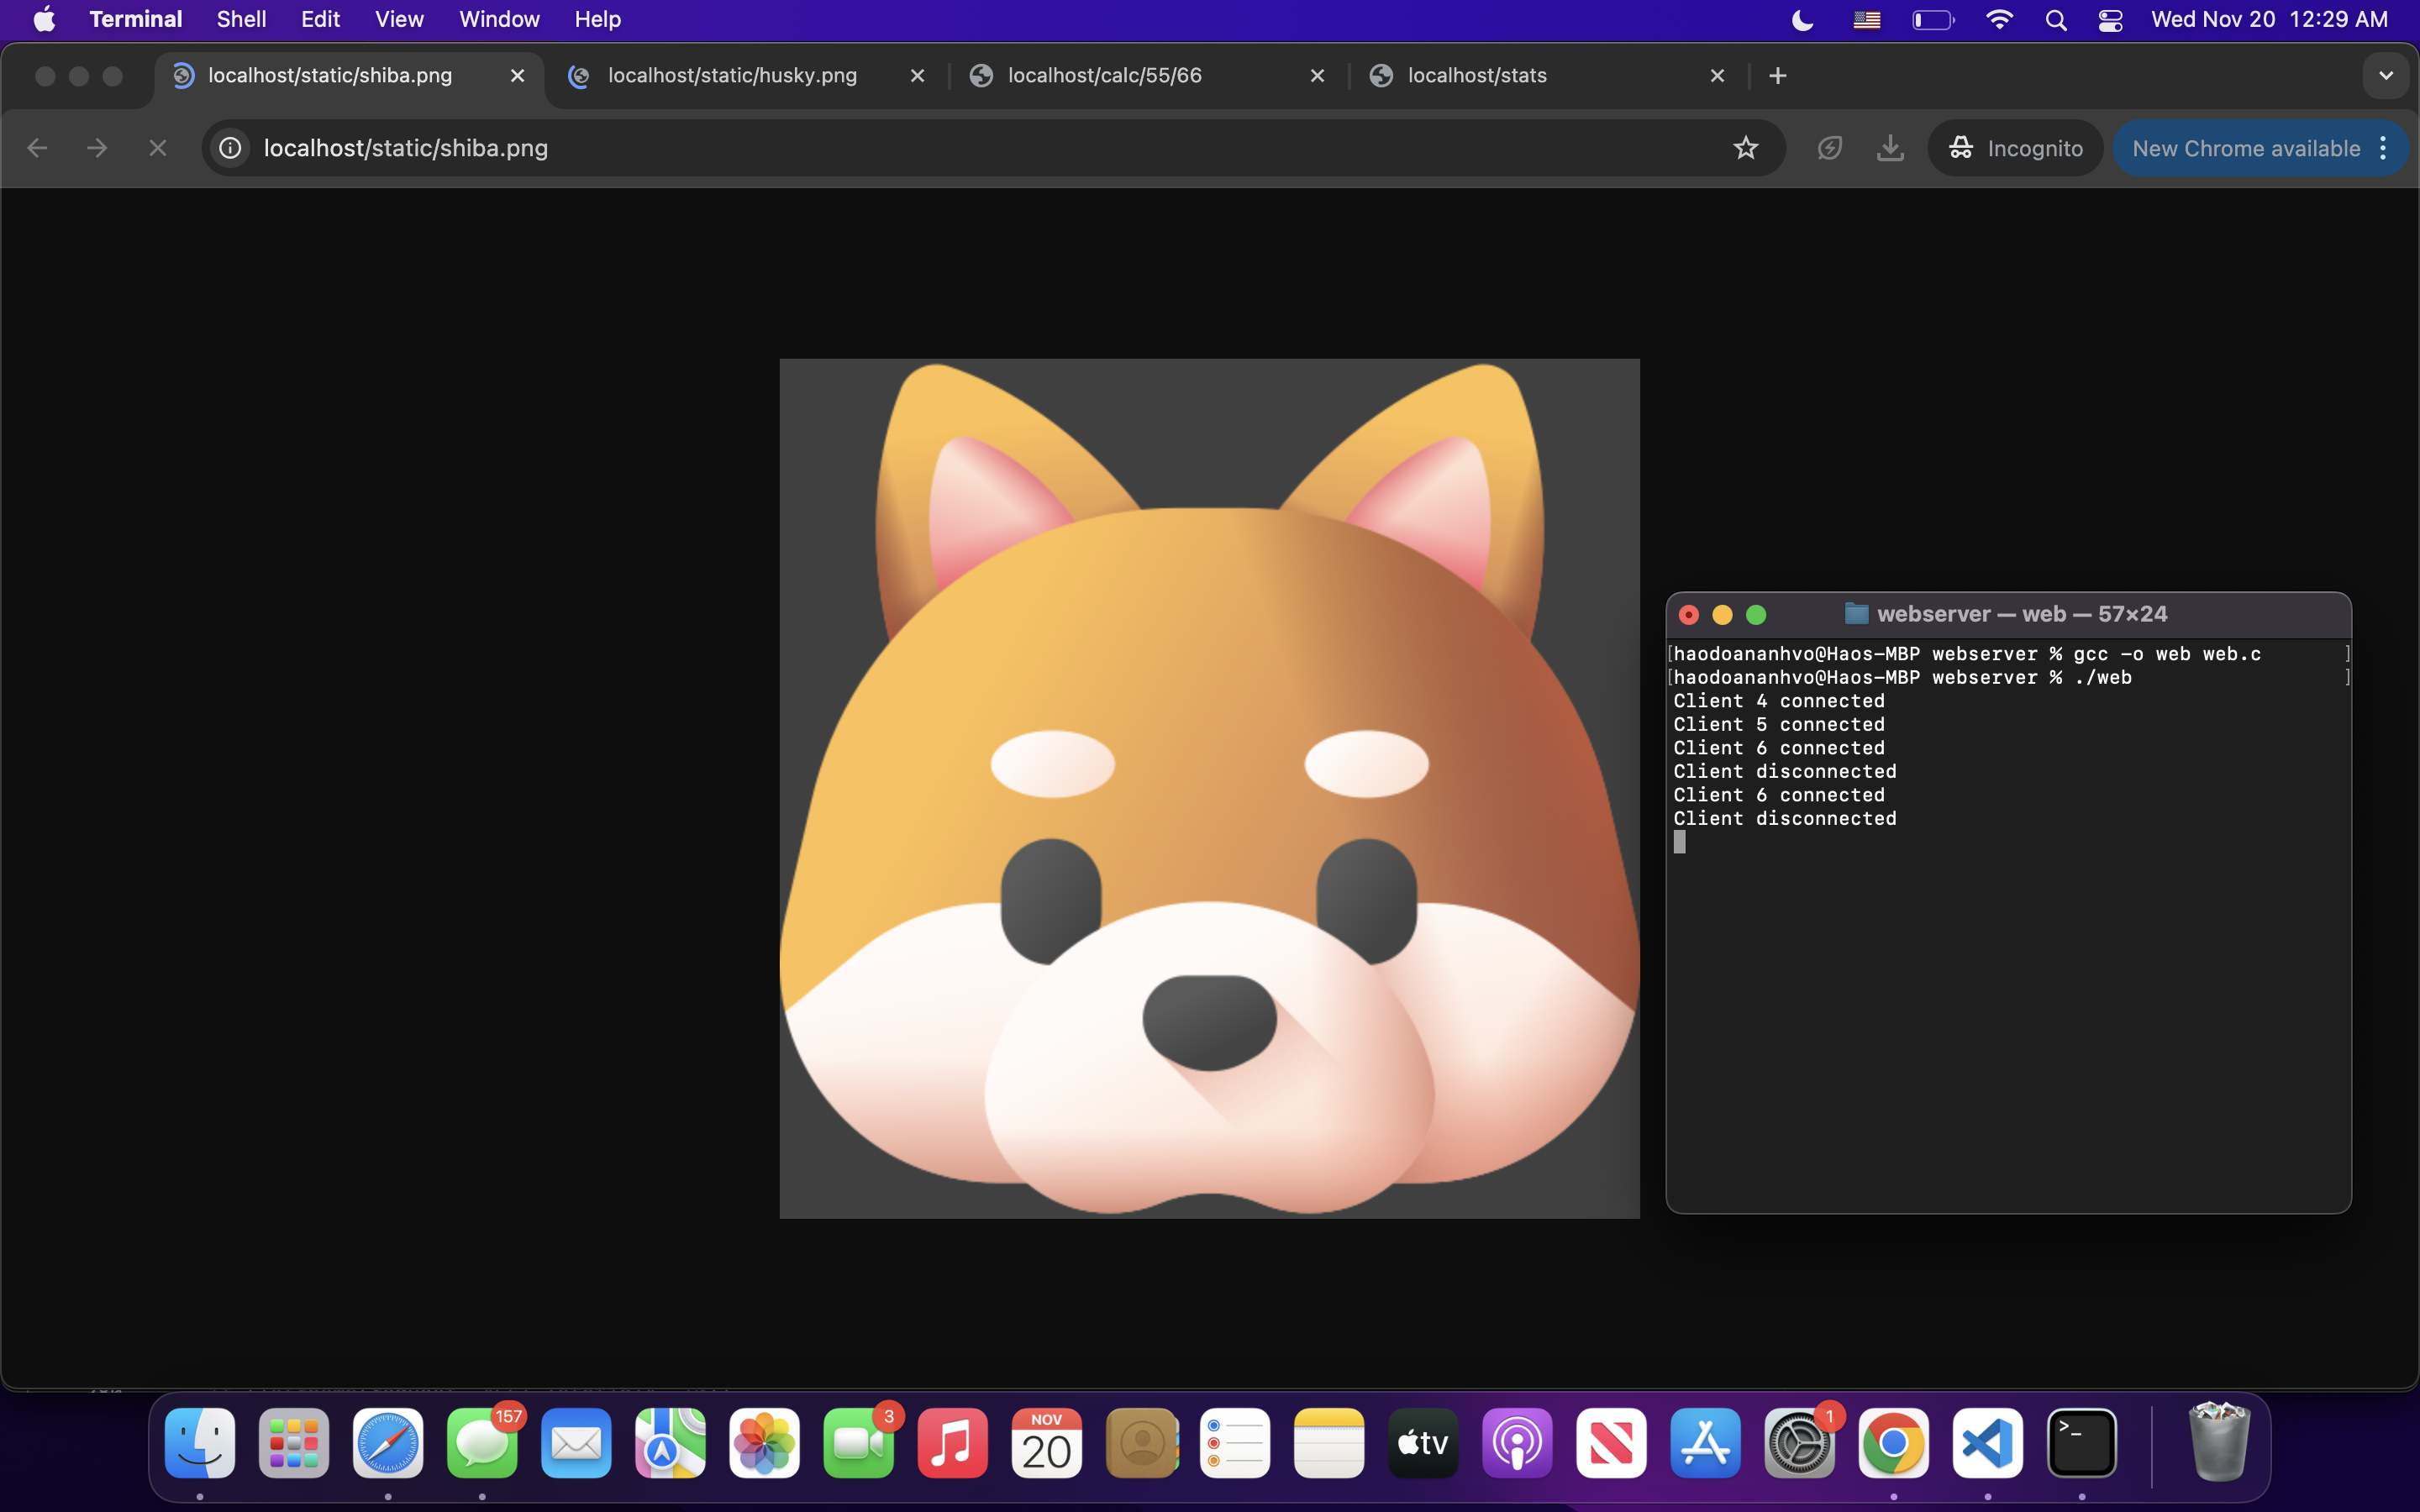 Terminal Shell Edit View Window Help Wed Nov 20 12:29 AM
localhost/static/shiba.png localhost/static/husky.png localhost/calc/55/66 localhost/stats
localhost/static/shiba.png Incognito New Chrome available
webserver — web — 57×24
[haodoananhvo@Haos-MBP webserver % gcc -o web web.c ]
[haodoananhvo@Haos-MBP webserver % ./web ]
Client 4 connected
Client 5 connected
Client 6 connected
Client disconnected
Client 6 connected
Client disconnected
157
3
NOV
20
tv
1
>_